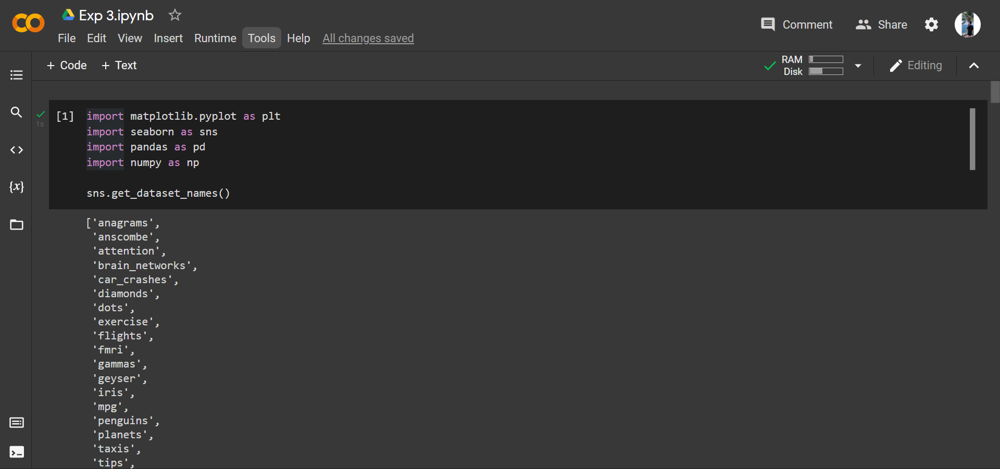 Exp 3.ipynb
File Edit View Insert Runtime Tools Help All changes saved
Comment Share
+ Code + Text
RAM
Disk
Editing
[1] import matplotlib.pyplot as plt
1s
import seaborn as sns
import pandas as pd
import numpy as np
sns.get_dataset_names()
{x}
['anagrams',
'anscombe',
'attention',
'brain_networks',
'car_crashes',
'diamonds',
'dots',
'exercise',
'flights',
'fmri',
'gammas',
'geyser',
'iris',
'mpg',
'penguins',
'planets',
'taxis',
'tips',